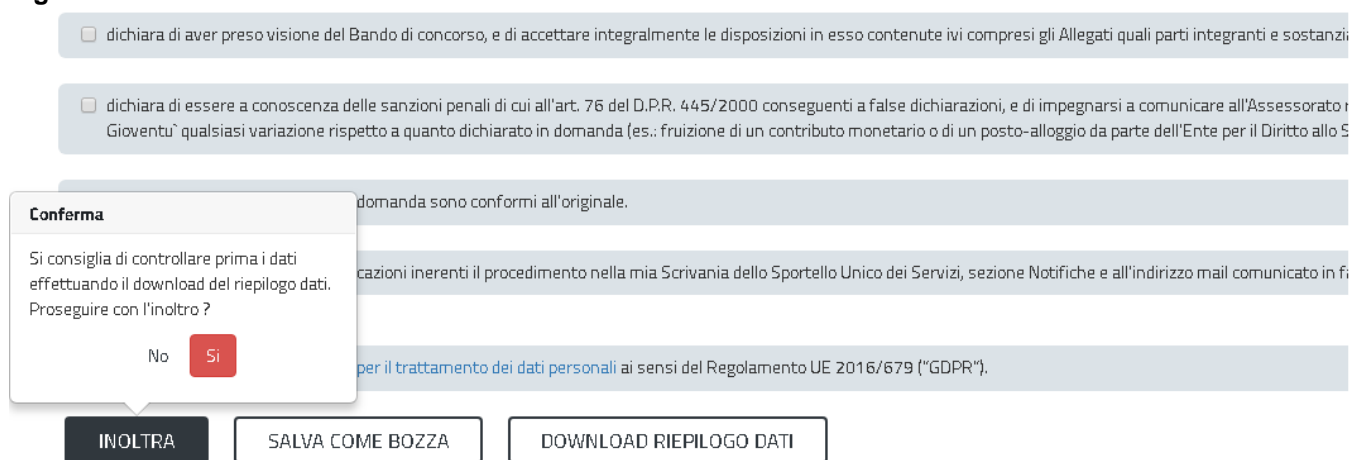 dichiara di aver preso visione del Bando di concorso, e di accettare integralmente le disposizioni in esso contenute ivi compresi gli Allegati quali parti integranti e
dichiara di essere a conoscenza delle sanzioni penali di cui all'art. 76 del D.P.R. 445/2000 conseguenti a false dichiarazioni, e di impegnarsi a comunicare all'Assessorato
Gioventu` qualsiasi variazione rispetto a quanto dichiarato in domanda (es.: fruizione di un contributo monetario o di un posto-alloggio da parte dell'Ente per il Diritto allo
domanda sono conformi all'originale.
Conferma
Si consiglia di controllare prima i dati
effettuando il download del riepilogo dati.
Proseguire con l'inoltro ?
No Si
cazioni inerenti il procedimento nella mia Scrivania dello Sportello Unico dei Servizi, sezione Notifiche e all'indirizzo mail comunicato in
per il trattamento dei dati personali ai sensi del Regolamento UE 2016/679 ("GDPR").
INOLTRA SALVA COME BOZZA DOWNLOAD RIEPILOGO DATI